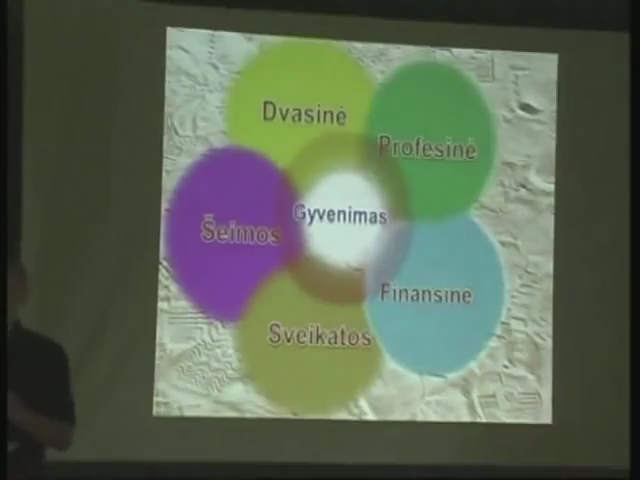 Dvasinė
Profesinė
Gyvenimas
Šeimos
Finansinė
Sveikatos